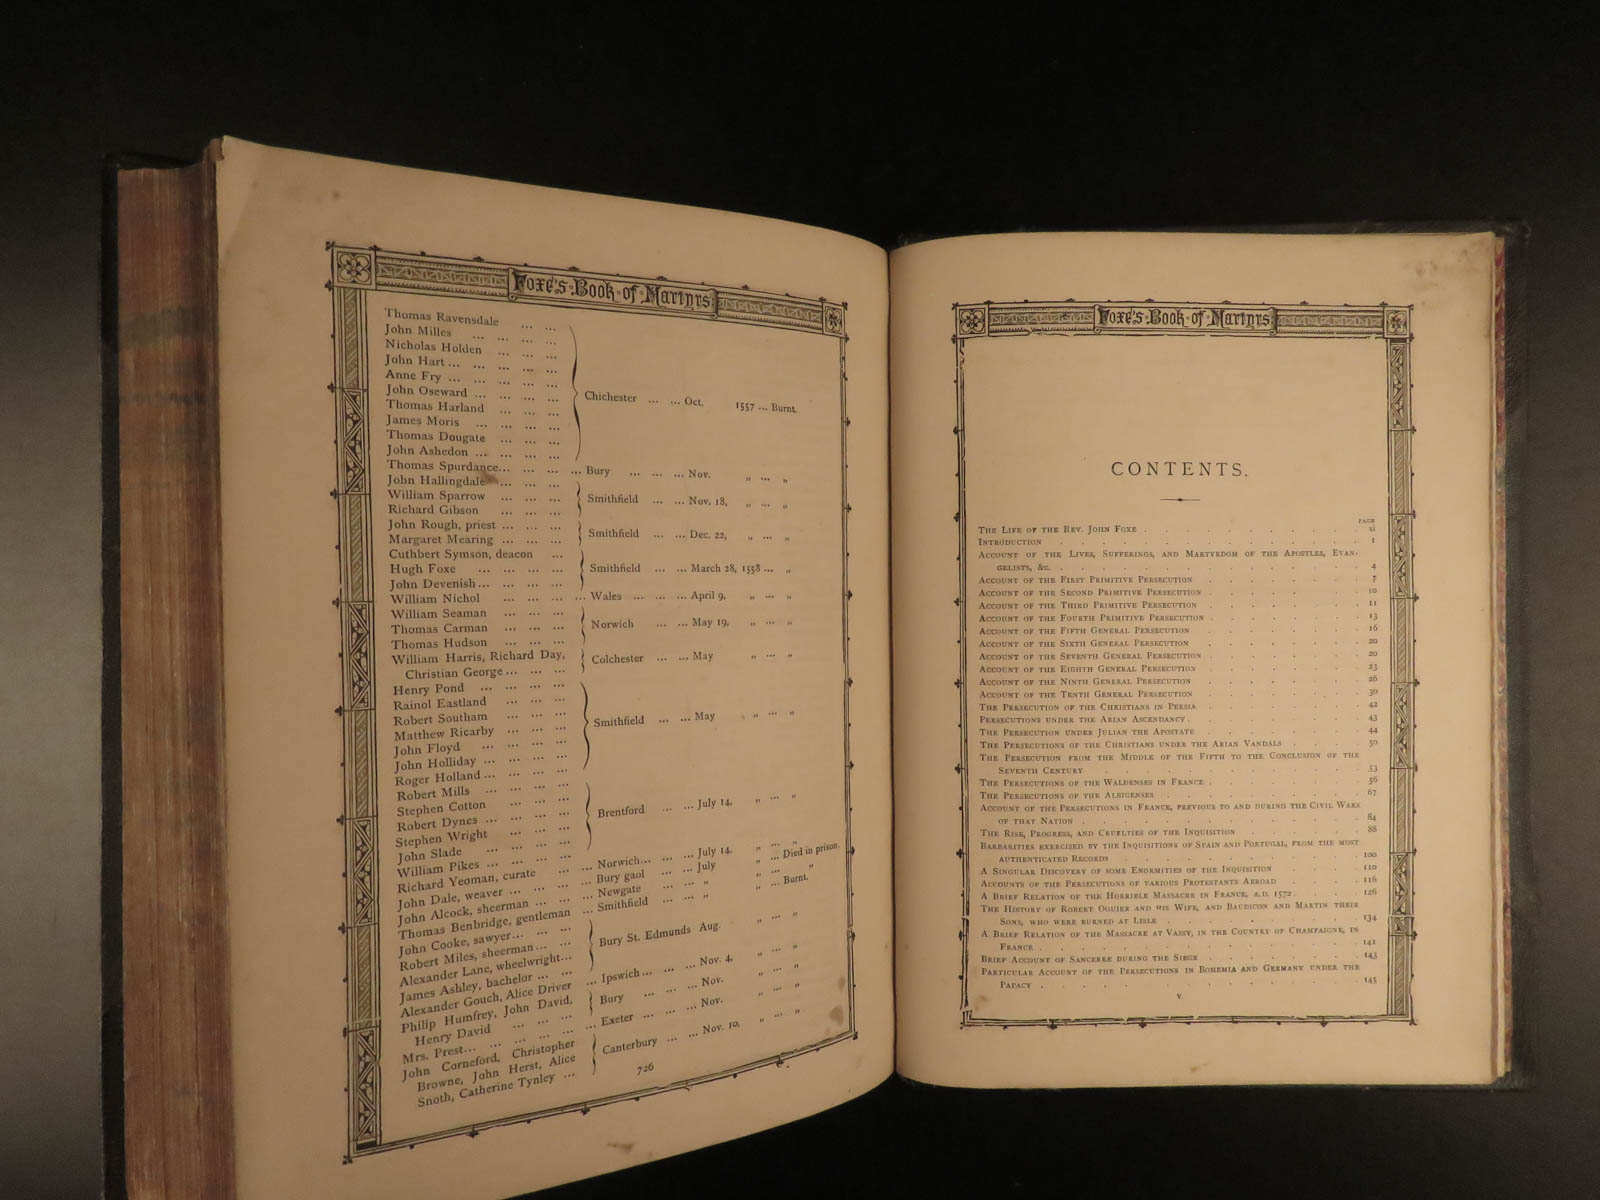 Foxe's Book of Martyrs
Thomas Ravensdale ... ...
John Milles ... ... ... ...
Nicholas Holden ... ... ...
John Hart ... ... ... ... ...
Anne Fry ... ... ... ... ...
John Oseward ... ... ... ... Chichester ... ... Oct. 1557 ... Burnt.
Thomas Harland ... ... ...
James Moris ... ... ... ...
Thomas Dougate ... ... ...
John Ashedon ... ... ... ...
Thomas Spurdance... ... ... ... Bury ... ... ... Nov. „ ... „
John Hallingdale ... ... ...
William Sparrow ... ... ... Smithfield ... ... Nov. 18, „ ... „
Richard Gibson ... ... ...
John Rough, priest ... ... ... Smithfield ... ... Dec. 22, „ ... „
Margaret Mearing ... ... ...
Cuthbert Symson, deacon ...
Hugh Foxe ... ... ... ... Smithfield ... ... March 28, 1558 ... „
John Devenish ... ... ... ...
William Nichol ... ... ... ... Wales ... ... ... April 9, „ ... „
William Seaman ... ... ...
Thomas Carman ... ... ... Norwich ... ... May 19, „ ... „
Thomas Hudson ... ... ...
William Harris, Richard Day, Colchester ... ... May „ ... „
Christian George ... ... ...
Henry Pond ... ... ... ...
Rainol Eastland ... ... ...
Robert Southam ... ... ...
Matthew Ricarby ... ... ... Smithfield ... ... May „ ... „
John Floyd ... ... ... ...
John Holliday ... ... ... ...
Roger Holland ... ... ... ...
Robert Mills ... ... ... ...
Stephen Cotton ... ... ...
Robert Dynes ... ... ... ... Brentford ... ... July 14, „ ... „
Stephen Wright ... ... ...
John Slade ... ... ... ...
William Pikes ... ... ... ...
Richard Yeoman, curate ... ... Norwich... ... ... July 14, „ ... „
John Dale, weaver ... ... ... ... Bury gaol ... ... July „ ... Died in prison.
John Alcock, sheerman ... ... ... Newgate ... ... „ „ ... „
Thomas Benbridge, gentleman ... Smithfield ... ... „ „ ... Burnt.
John Cooke, sawyer... ... ...
Robert Miles, sheerman ... ... Bury St. Edmunds Aug. „ ... „
Alexander Lane, wheelwright...
James Ashley, bachelor ... ...
Alexander Gouch, Alice Driver ... Ipswich ... ... ... Nov. 4, „ ... „
Philip Humfrey, John David, Bury ... ... ... Nov. „ ... „
Henry David ... ... ...
Mrs. Prest... ... ... ... ... ... Exeter ... ... ... Nov. „ ... „
John Corneford, Christopher
Browne, John Herst, Alice Canterbury ... ... Nov. 10, „ ... „
Snoth, Catherine Tynley ...
726
Foxe's Book of Martyrs
CONTENTS.
PAGE
The Life of the Rev. John Foxe . . . . . . . . xi
Introduction . . . . . . . . . . 1
Account of the Lives, Sufferings, and Martyrdom of the Apostles, Evan-
gelists, &c. . . . . . . . . . . 4
Account of the First Primitive Persecution . . . . . . 7
Account of the Second Primitive Persecution . . . . . . 10
Account of the Third Primitive Persecution . . . . . . 11
Account of the Fourth Primitive Persecution . . . . . . 13
Account of the Fifth General Persecution . . . . . . 16
Account of the Sixth General Persecution . . . . . . 20
Account of the Seventh General Persecution . . . . . . 20
Account of the Eighth General Persecution . . . . . . 23
Account of the Ninth General Persecution . . . . . . 26
Account of the Tenth General Persecution . . . . . . 30
The Persecution of the Christians in Persia . . . . . . 42
Persecutions under the Arian Ascendancy . . . . . . 43
The Persecution under Julian the Apostate . . . . . . 44
The Persecutions of the Christians under the Arian Vandals . . . 50
The Persecution from the Middle of the Fifth to the Conclusion of the
Seventh Century . . . . . . . . . 53
The Persecutions of the Waldenses in France . . . . . . 56
The Persecutions of the Albigenses . . . . . . . 67
Account of the Persecutions in France, previous to and during the Civil Wars
of that Nation . . . . . . . . . 84
The Rise, Progress, and Cruelties of the Inquisition . . . . 88
Barbarities exercised by the Inquisitions of Spain and Portugal, from the most
authenticated Records . . . . . . . . 100
A Singular Discovery of some Enormities of the Inquisition . . . 110
Accounts of the Persecutions of various Protestants Abroad . . . 116
A Brief Relation of the Horrible Massacre in France, A.D. 1572 . . . 126
The History of Robert Oguier and his Wife, and Baudicon and Martin their
Sons, who were burned at Lisle . . . . . . . 134
A Brief Relation of the Massacre at Vassy, in the Country of Champaigne, in
France . . . . . . . . . . 142
Brief Account of Sancerre during the Siege . . . . . . 143
Particular Account of the Persecutions in Bohemia and Germany under the
Papacy . . . . . . . . . . 145
v